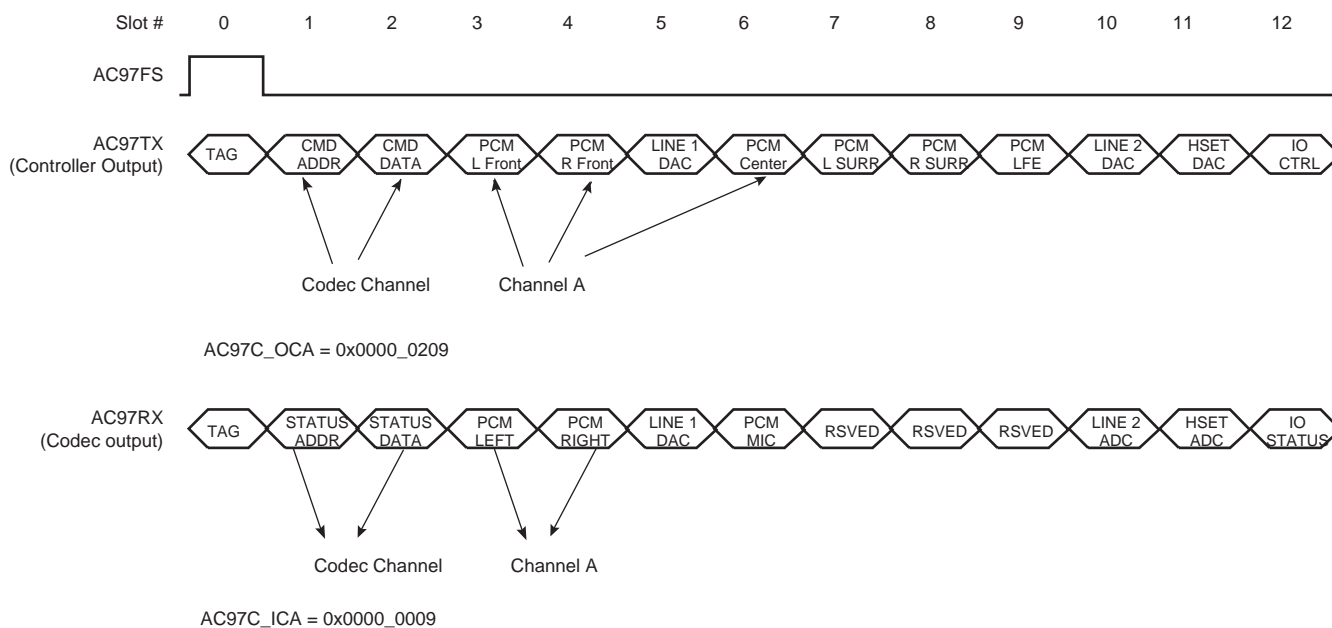 Slot # 0 1 2 3 4 5 6 7 8 9 10 11 12
AC97FS
AC97TX
(Controller Output)
TAG
CMD
ADDR
CMD
DATA
PCM
L Front
PCM
R Front
LINE 1
DAC
PCM
Center
PCM
L SURR
PCM
R SURR
PCM
LFE
LINE 2
DAC
HSET
DAC
IO
CTRL
Codec Channel
Channel A
AC97C_OCA = 0x0000_0209
AC97RX
(Codec output)
TAG
STATUS
ADDR
STATUS
DATA
PCM
LEFT
PCM
RIGHT
LINE 1
DAC
PCM
MIC
RSVED
RSVED
RSVED
LINE 2
ADC
HSET
ADC
IO
STATUS
Codec Channel
Channel A
AC97C_ICA = 0x0000_0009